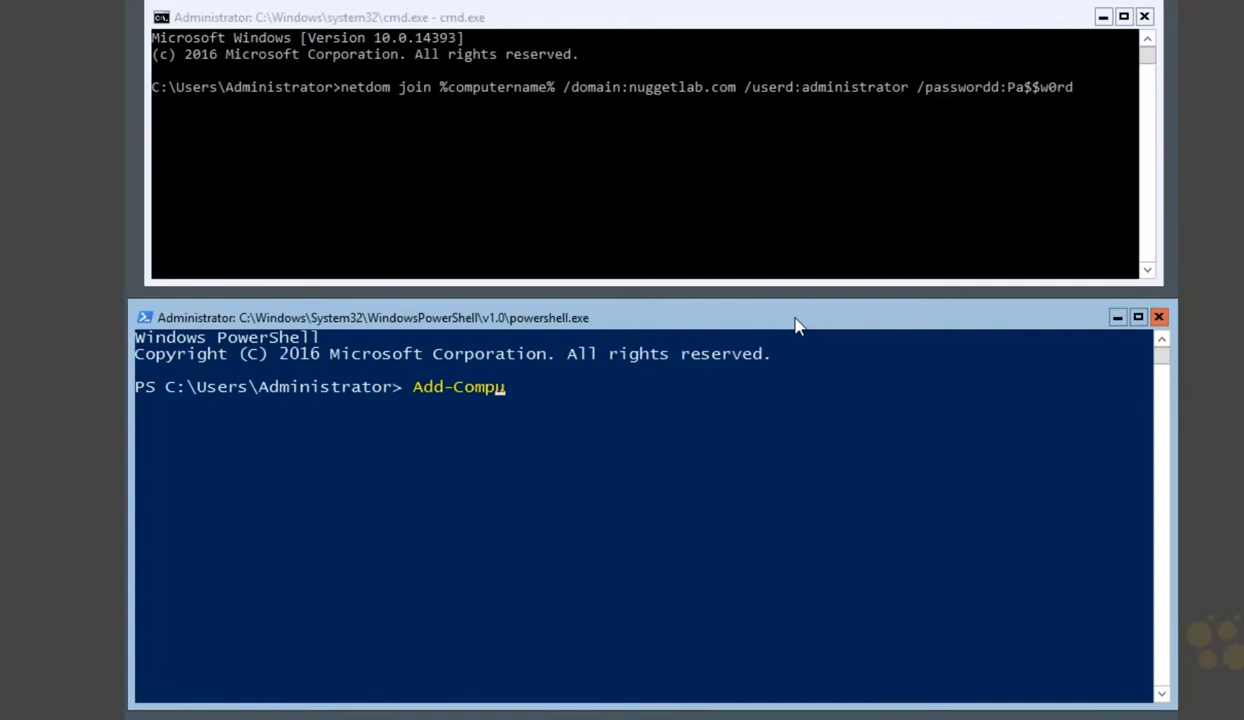 Administrator: C:\Windows\system32\cmd.exe - cmd.exe
Microsoft Windows [Version 10.0.14393]
(c) 2016 Microsoft Corporation. All rights reserved.
C:\Users\Administrator>netdom join %computername% /domain:nuggetlab.com /userd:administrator /passwordd:Pa$$w0rd
Administrator: C:\Windows\System32\WindowsPowerShell\v1.0\powershell.exe
Windows PowerShell
Copyright (C) 2016 Microsoft Corporation. All rights reserved.
PS C:\Users\Administrator> Add-Compu